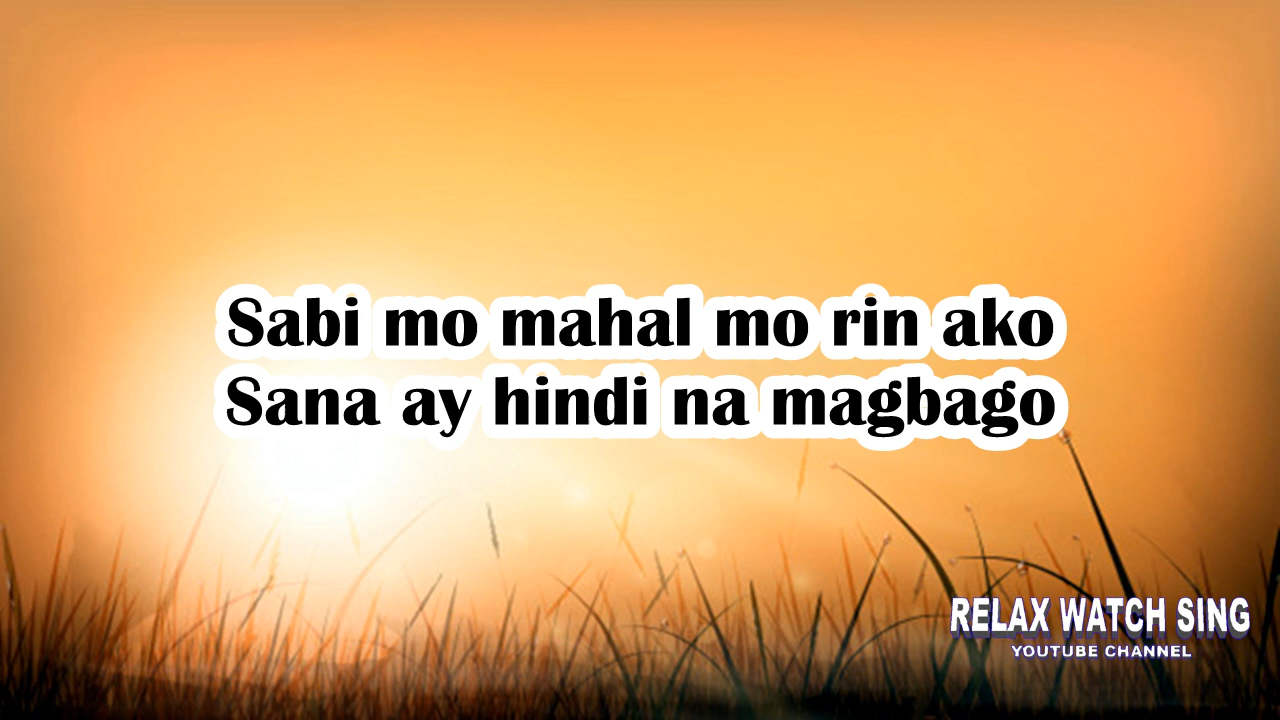 Sabi mo mahal mo rin ako
Sana ay hindi na magbago
RELAX WATCH SING
YOUTUBE CHANNEL